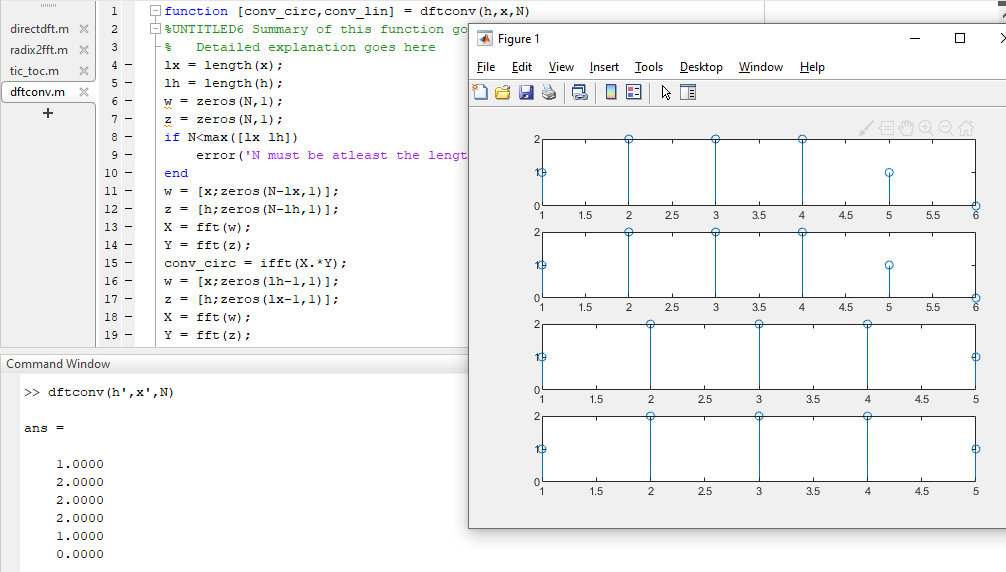 directdft.m
radix2fft.m
tic_toc.m
dftconv.m
1 function [conv_circ,conv_lin] = dftconv(h,x,N)
2 %UNTITLED6 Summary of this function go
3 % Detailed explanation goes here
4 lx = length(x);
5 lh = length(h);
6 w = zeros(N,1);
7 z = zeros(N,1);
8 if N<max([lx lh])
9 error('N must be atleast the lengt
10 end
11 w = [x;zeros(N-lx,1)];
12 z = [h;zeros(N-lh,1)];
13 X = fft(w);
14 Y = fft(z);
15 conv_circ = ifft(X.*Y);
16 w = [x;zeros(lh-1,1)];
17 z = [h;zeros(lx-1,1)];
18 X = fft(w);
19 Y = fft(z);
Command Window
>> dftconv(h',x',N)
ans =
1.0000
2.0000
2.0000
2.0000
1.0000
0.0000
Figure 1
File Edit View Insert Tools Desktop Window Help
2
1
0
1 1.5 2 2.5 3 3.5 4 4.5 5 5.5 6
2
1
0
1 1.5 2 2.5 3 3.5 4 4.5 5 5.5 6
2
1
0
1 1.5 2 2.5 3 3.5 4 4.5 5
2
1
0
1 1.5 2 2.5 3 3.5 4 4.5 5